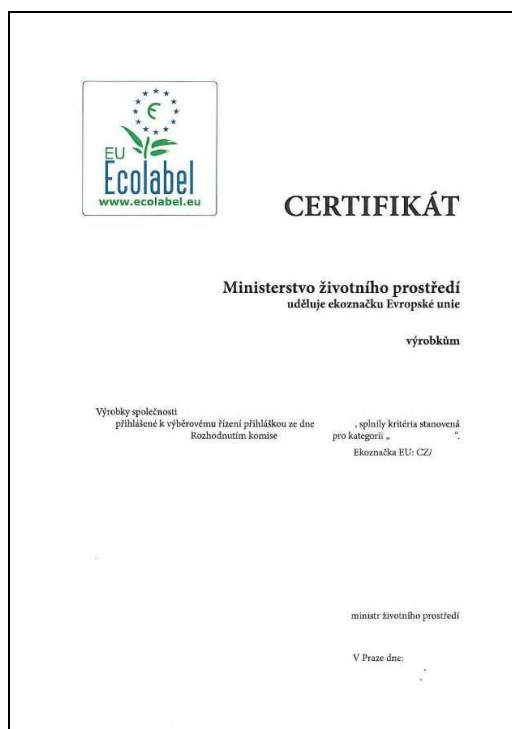 EU
Ecolabel
www.ecolabel.eu
CERTIFIKÁT
Ministerstvo životního prostředí
uděluje ekoznačku Evropské unie
výrobkům
Výrobky společnosti
přihlášené k výběrovému řízení přihláškou ze dne , splnily kritéria stanovená
Rozhodnutím komise pro kategorii „ “.
Ekoznačka EU: CZ/
ministr životního prostředí
V Praze dne: